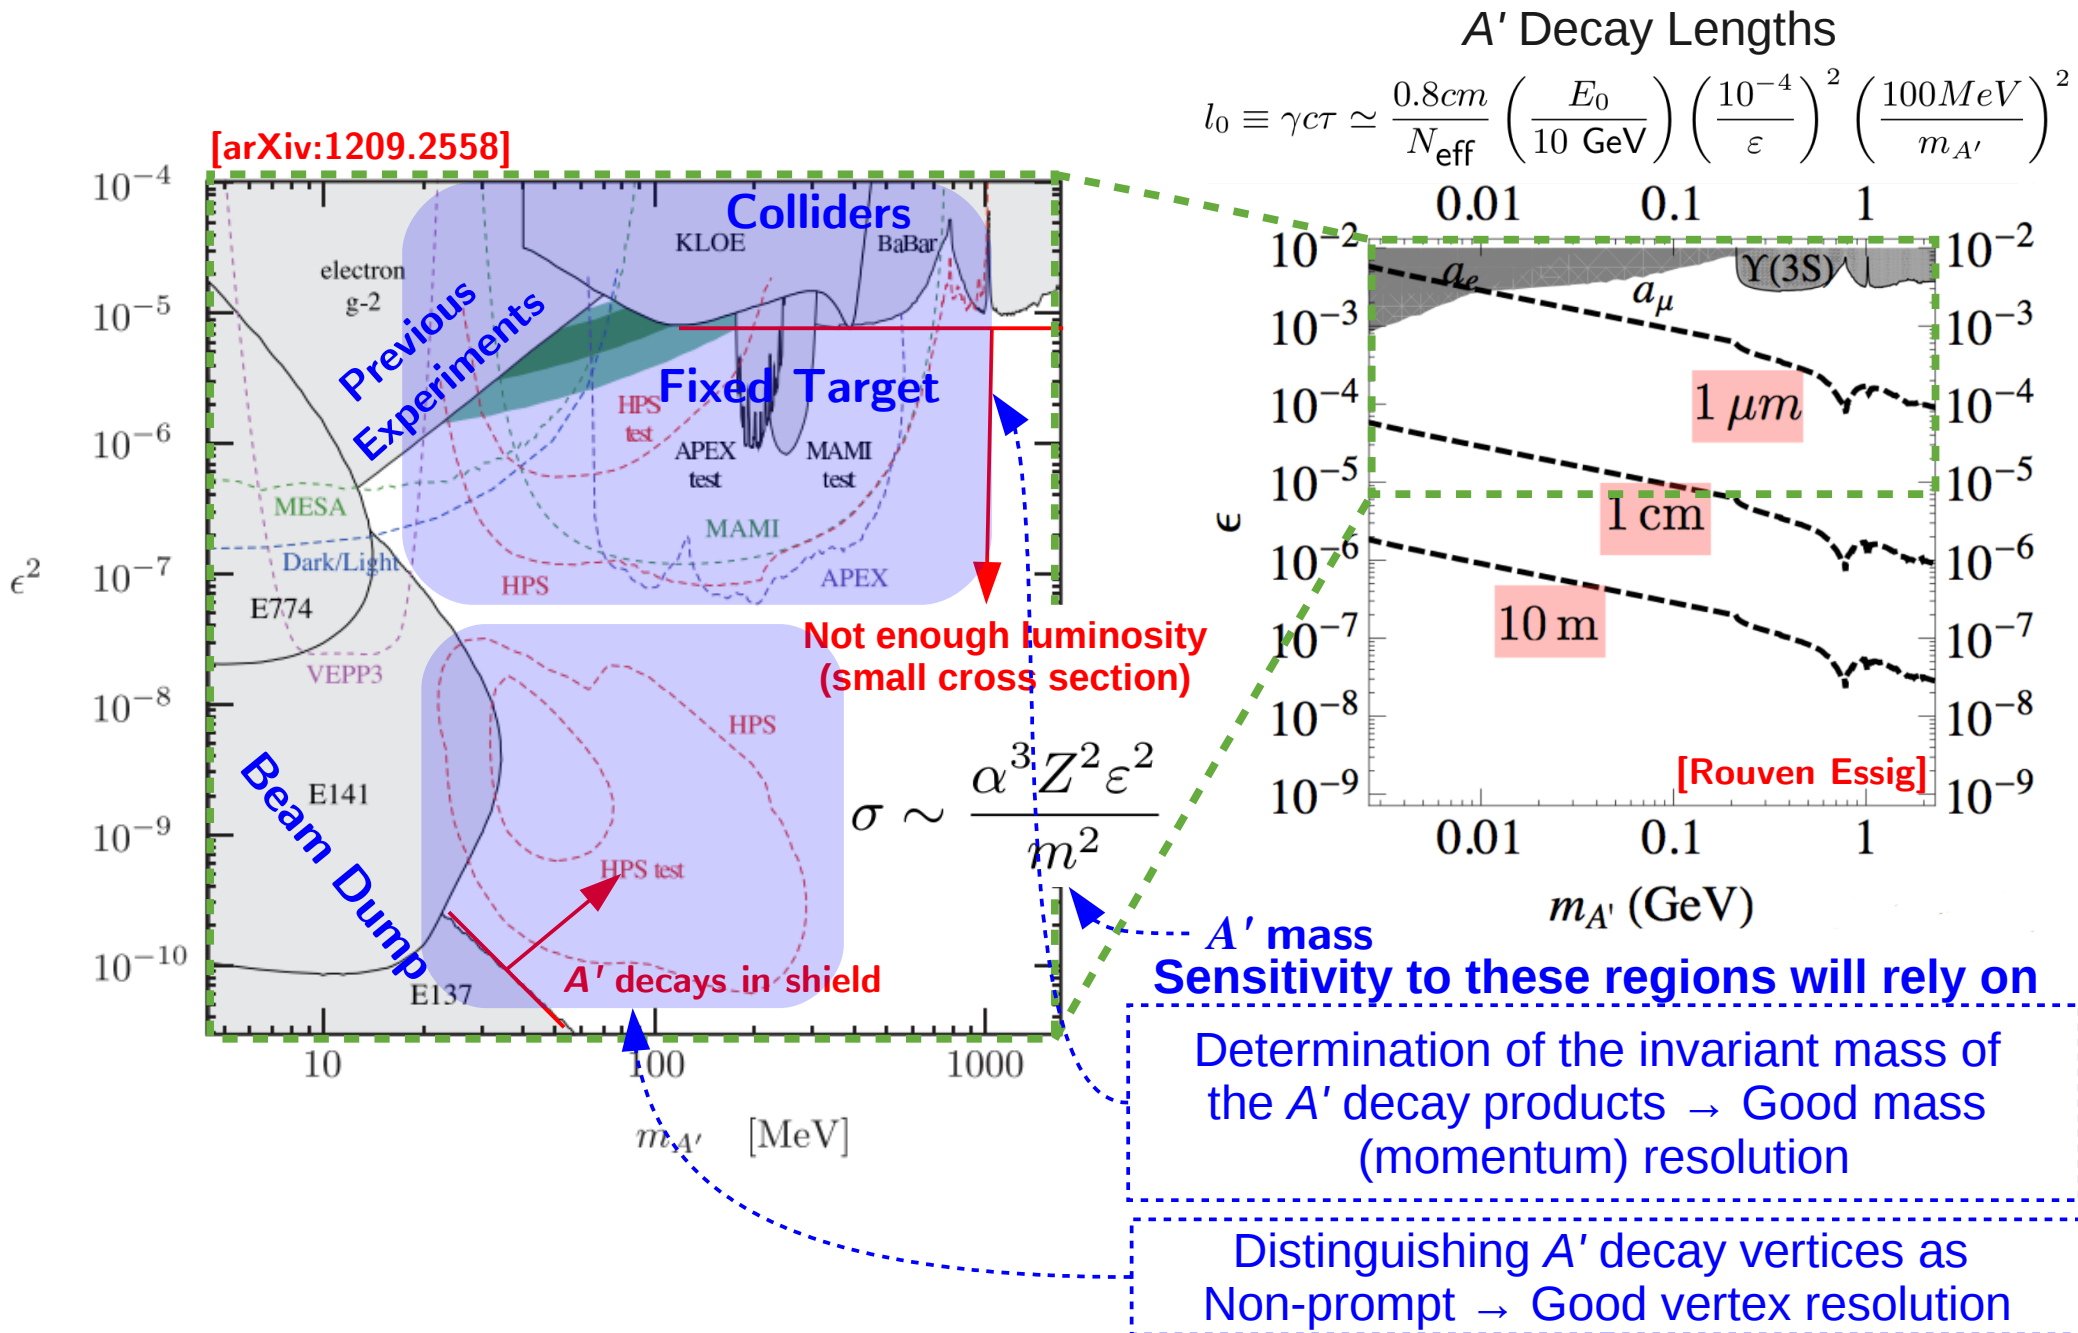 A′ Decay Lengths
l₀ ≡ γcτ ≃ 0.8cm/N_eff (E₀/10 GeV) (10⁻⁴/ε)² (100MeV/m_A′)²
[arXiv:1209.2558]
10⁻⁴
10⁻⁵
10⁻⁶
10⁻⁷
10⁻⁸
10⁻⁹
10⁻¹⁰
ϵ²
10
100
1000
m_A′ [MeV]
Colliders
KLOE
BaBar
electron
g-2
Previous
Experiments
Fixed Target
HPS
test
APEX
test
MAMI
test
MESA
MAMI
Dark/Light
HPS
APEX
E774
VEPP3
Not enough luminosity
(small cross section)
HPS
E141
Beam Dump
HPS test
A′ decays in shield
E137
σ ∼ α³Z²ε²/m²
0.01
0.1
1
10⁻²
10⁻³
10⁻⁴
10⁻⁵
10⁻⁶
10⁻⁷
10⁻⁸
10⁻⁹
ϵ
a_e
a_μ
Υ(3S)
1 μm
1 cm
10 m
[Rouven Essig]
10⁻²
10⁻³
10⁻⁴
10⁻⁵
10⁻⁶
10⁻⁷
10⁻⁸
10⁻⁹
0.01
0.1
1
m_A' (GeV)
A′ mass
Sensitivity to these regions will rely on
Determination of the invariant mass of
the A′ decay products → Good mass
(momentum) resolution
Distinguishing A′ decay vertices as
Non-prompt → Good vertex resolution